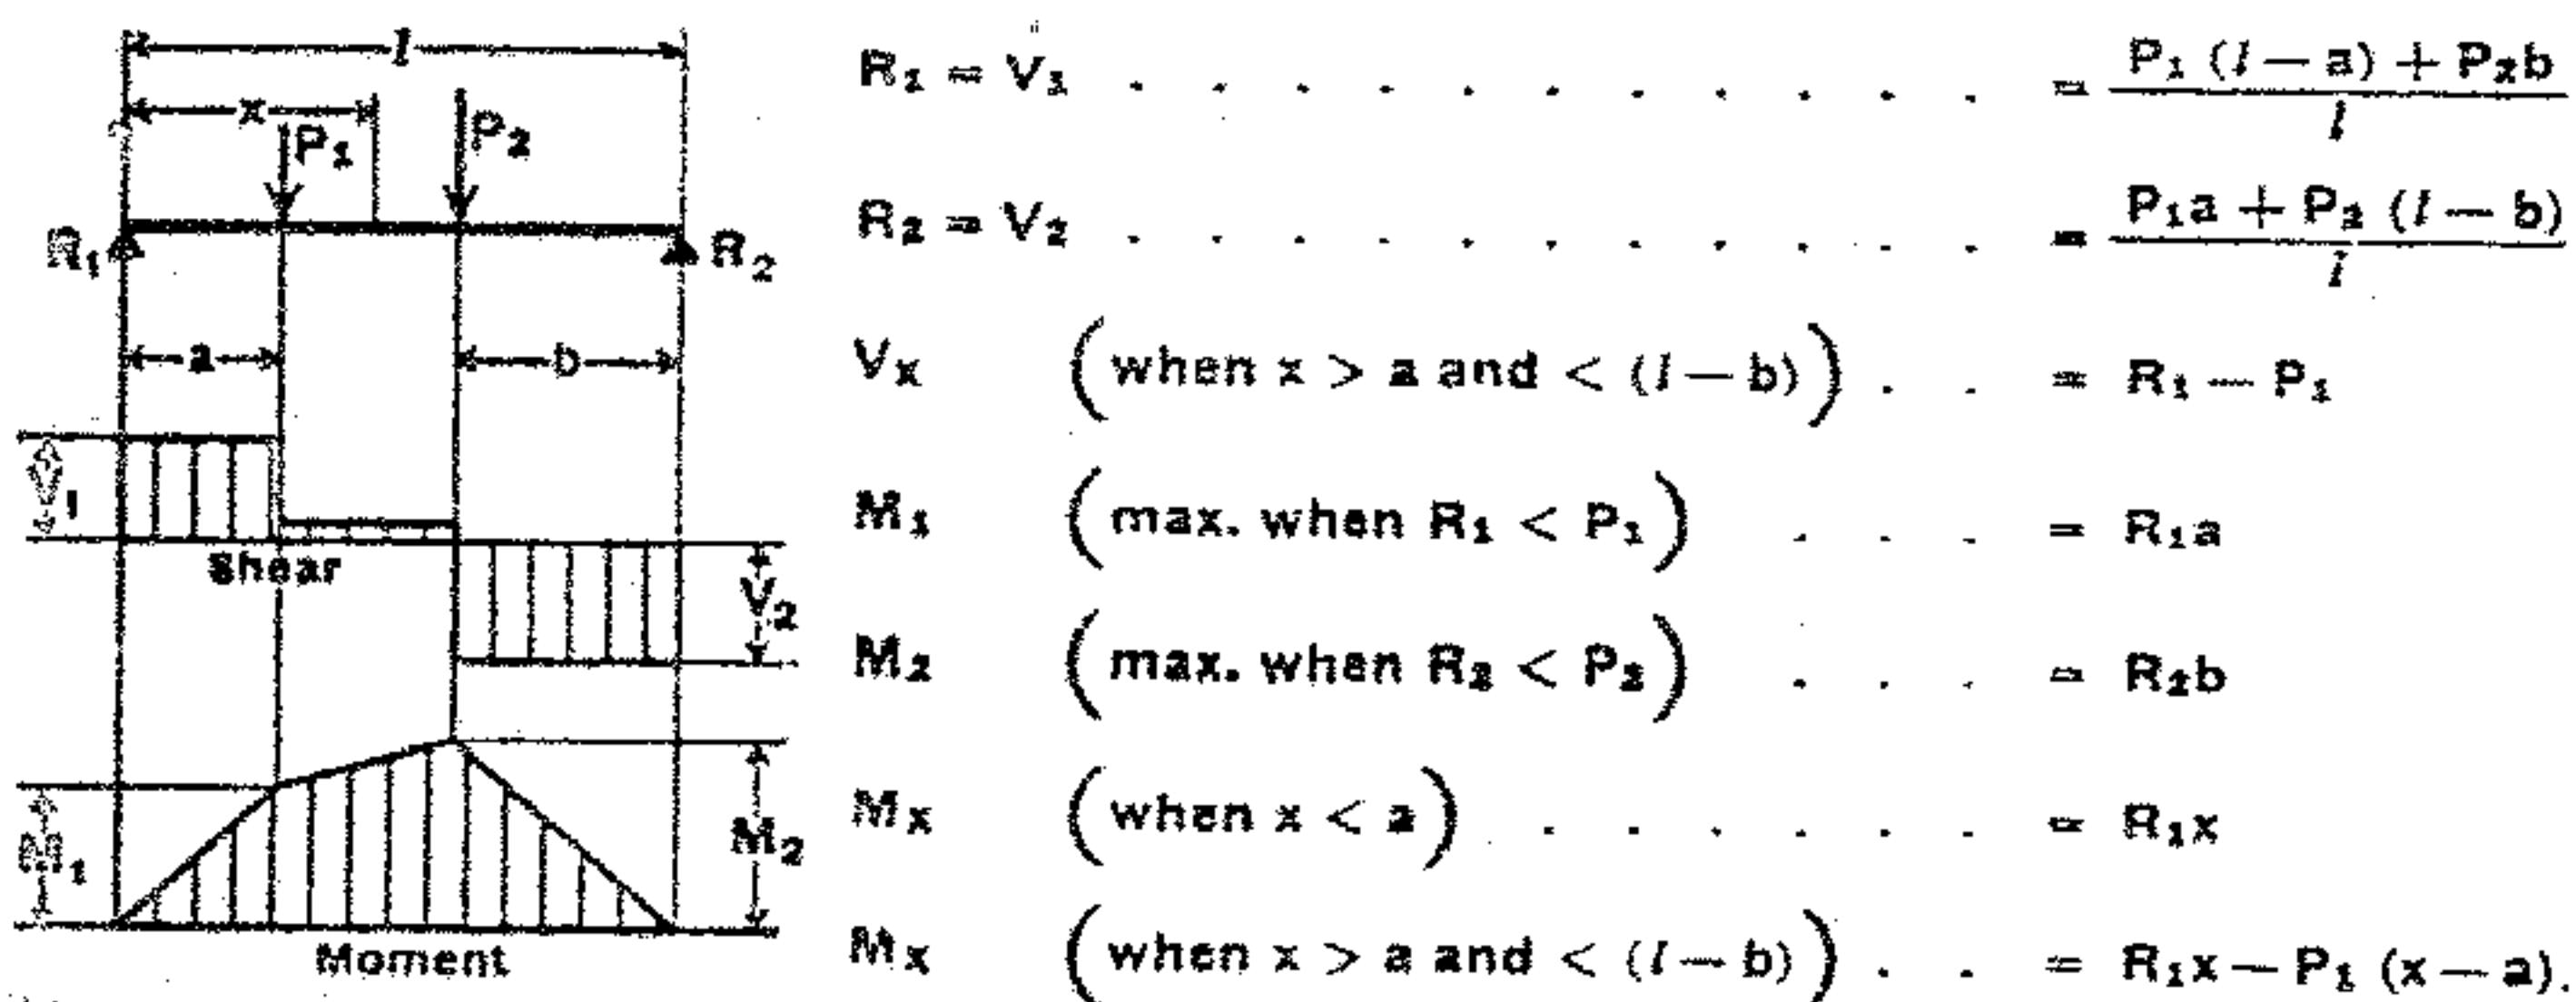 l
x
P₁
P₂
R₁
R₂
a
b
V₁
Shear
V₂
M₁
M₂
Moment
R₁ = V₁ . . . . . . . . . . . = P₁ (l — a) + P₂b / l
R₂ = V₂ . . . . . . . . . . . = P₁a + P₂ (l — b) / l
Vx (when x > a and < (l — b)) . . = R₁ — P₁
M₁ (max. when R₁ < P₁) . . . = R₁a
M₂ (max. when R₂ < P₂) . . . = R₂b
Mx (when x < a) . . . . . . = R₁x
Mx (when x > a and < (l — b)) . . = R₁x — P₁ (x — a).